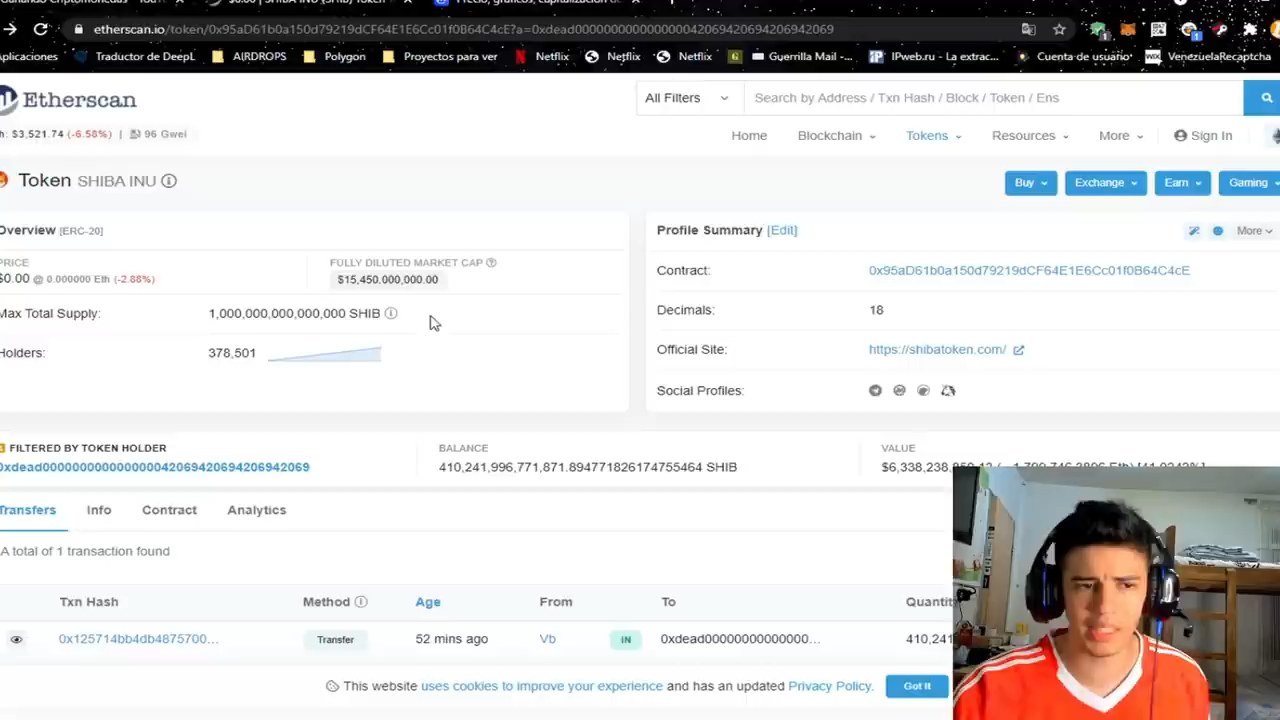 etherscan.io/token/0x95aD61b0a150d79219dCF64E1E6Cc01f0B64C4cE?a=0xdead000000000000000042069420694206942069
Aplicaciones Traductor de DeepL AIRDROPS Polygon Proyectos para ver Netflix Netflix Netflix Guerrilla Mail -... IPweb.ru - La extrac... Cuenta de usuario VenezuelaRecaptcha
Etherscan
All Filters
Search by Address / Txn Hash / Block / Token / Ens
h: $3,521.74 (-6.58%) | 96 Gwei
Home Blockchain Tokens Resources More Sign In
Token SHIBA INU
Buy Exchange Earn Gaming
Overview [ERC-20]
Profile Summary [Edit]
More
PRICE
FULLY DILUTED MARKET CAP
$0.00 @ 0.000000 Eth (-2.88%)
$15,450,000,000.00
Contract: 0x95aD61b0a150d79219dCF64E1E6Cc01f0B64C4cE
Max Total Supply: 1,000,000,000,000,000 SHIB
Decimals: 18
Holders: 378,501
Official Site: https://shibatoken.com/
Social Profiles:
FILTERED BY TOKEN HOLDER
0xdead000000000000000042069420694206942069
BALANCE
410,241,996,771,871.894771826174755464 SHIB
VALUE
Transfers Info Contract Analytics
A total of 1 transaction found
Txn Hash Method Age From To Quantit
0x125714bb4db4875700... Transfer 52 mins ago Vb IN 0xdead00000000000000... 410,241
This website uses cookies to improve your experience and has an updated Privacy Policy.
Got It